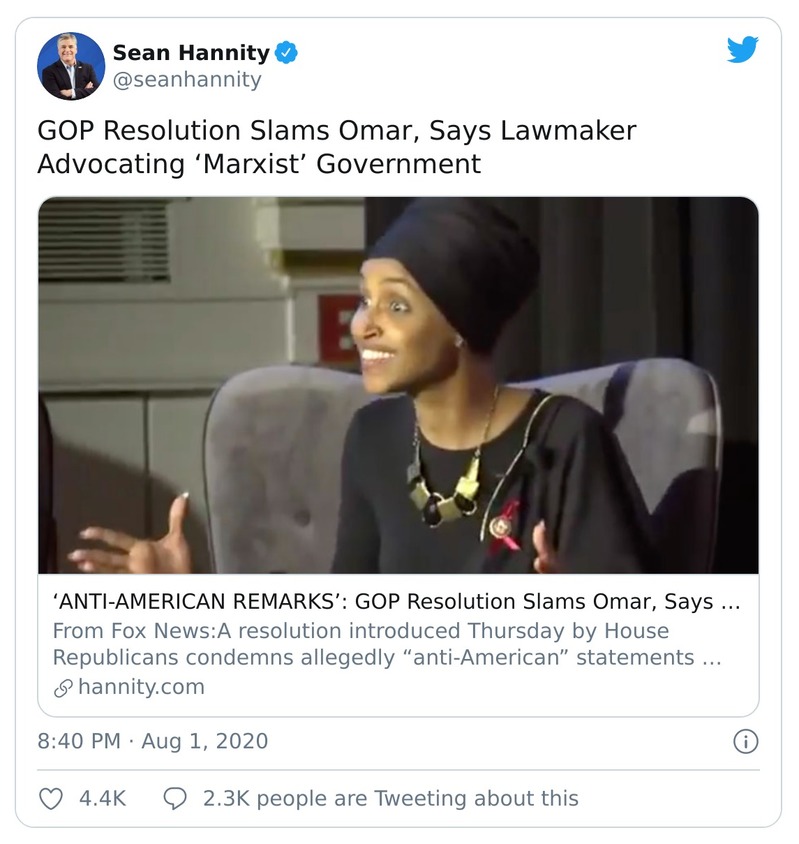 Sean Hannity
@seanhannity
GOP Resolution Slams Omar, Says Lawmaker
Advocating ‘Marxist’ Government
‘ANTI-AMERICAN REMARKS’: GOP Resolution Slams Omar, Says ...
From Fox News:A resolution introduced Thursday by House
Republicans condemns allegedly “anti-American” statements ...
hannity.com
8:40 PM · Aug 1, 2020
4.4K 2.3K people are Tweeting about this